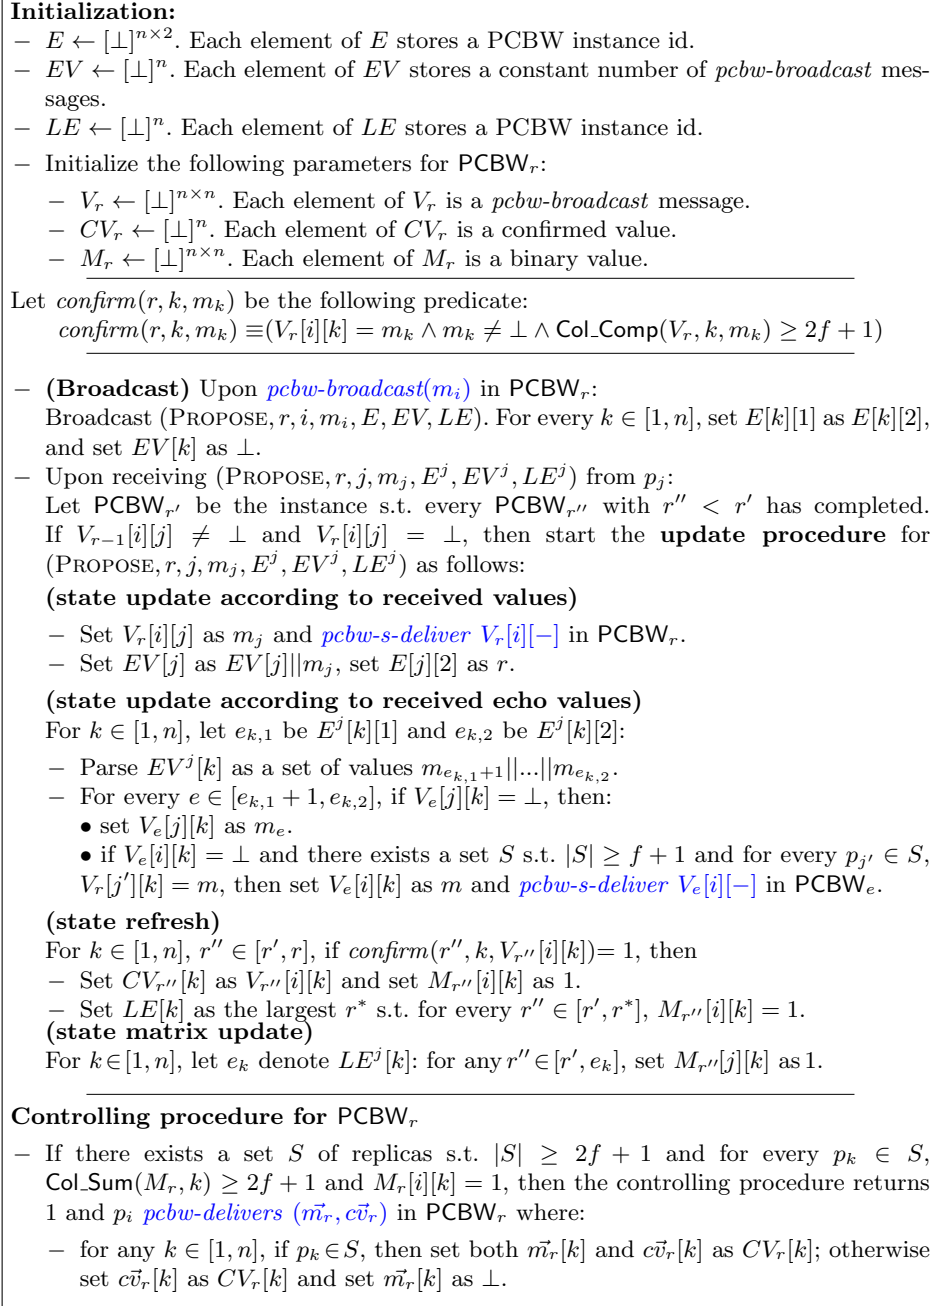 Initialization:
− E ← [⊥]^{n×2}. Each element of E stores a PCBW instance id.
− EV ← [⊥]^n. Each element of EV stores a constant number of pcbw-broadcast mes-
sages.
− LE ← [⊥]^n. Each element of LE stores a PCBW instance id.
− Initialize the following parameters for PCBW_r:
− V_r ← [⊥]^{n×n}. Each element of V_r is a pcbw-broadcast message.
− CV_r ← [⊥]^n. Each element of CV_r is a confirmed value.
− M_r ← [⊥]^{n×n}. Each element of M_r is a binary value.
Let confirm(r, k, m_k) be the following predicate:
confirm(r, k, m_k) ≡(V_r[i][k] = m_k ∧ m_k ≠ ⊥ ∧ Col_Comp(V_r, k, m_k) ≥ 2f + 1)
− (Broadcast) Upon pcbw-broadcast(m_i) in PCBW_r:
Broadcast (PROPOSE, r, i, m_i, E, EV, LE). For every k ∈ [1, n], set E[k][1] as E[k][2],
and set EV[k] as ⊥.
− Upon receiving (PROPOSE, r, j, m_j, E^j, EV^j, LE^j) from p_j:
Let PCBW_{r′} be the instance s.t. every PCBW_{r″} with r″ < r′ has completed.
If V_{r−1}[i][j] ≠ ⊥ and V_r[i][j] = ⊥, then start the update procedure for
(PROPOSE, r, j, m_j, E^j, EV^j, LE^j) as follows:
(state update according to received values)
− Set V_r[i][j] as m_j and pcbw-s-deliver V_r[i][−] in PCBW_r.
− Set EV[j] as EV[j]||m_j, set E[j][2] as r.
(state update according to received echo values)
For k ∈ [1, n], let e_{k,1} be E^j[k][1] and e_{k,2} be E^j[k][2]:
− Parse EV^j[k] as a set of values m_{e_{k,1}+1}||...||m_{e_{k,2}}.
− For every e ∈ [e_{k,1} + 1, e_{k,2}], if V_e[j][k] = ⊥, then:
• set V_e[j][k] as m_e.
• if V_e[i][k] = ⊥ and there exists a set S s.t. |S| ≥ f + 1 and for every p_{j′} ∈ S,
V_r[j′][k] = m, then set V_e[i][k] as m and pcbw-s-deliver V_e[i][−] in PCBW_e.
(state refresh)
For k ∈ [1, n], r″ ∈ [r′, r], if confirm(r″, k, V_{r″}[i][k])= 1, then
− Set CV_{r″}[k] as V_{r″}[i][k] and set M_{r″}[i][k] as 1.
− Set LE[k] as the largest r* s.t. for every r″ ∈ [r′, r*], M_{r″}[i][k] = 1.
(state matrix update)
For k∈[1, n], let e_k denote LE^j[k]: for any r″∈[r′, e_k], set M_{r″}[j][k] as 1.
Controlling procedure for PCBW_r
− If there exists a set S of replicas s.t. |S| ≥ 2f + 1 and for every p_k ∈ S,
Col_Sum(M_r, k) ≥ 2f + 1 and M_r[i][k] = 1, then the controlling procedure returns
1 and p_i pcbw-delivers (m⃗_r, cv⃗_r) in PCBW_r where:
− for any k ∈ [1, n], if p_k∈S, then set both m⃗_r[k] and cv⃗_r[k] as CV_r[k]; otherwise
set cv⃗_r[k] as CV_r[k] and set m⃗_r[k] as ⊥.